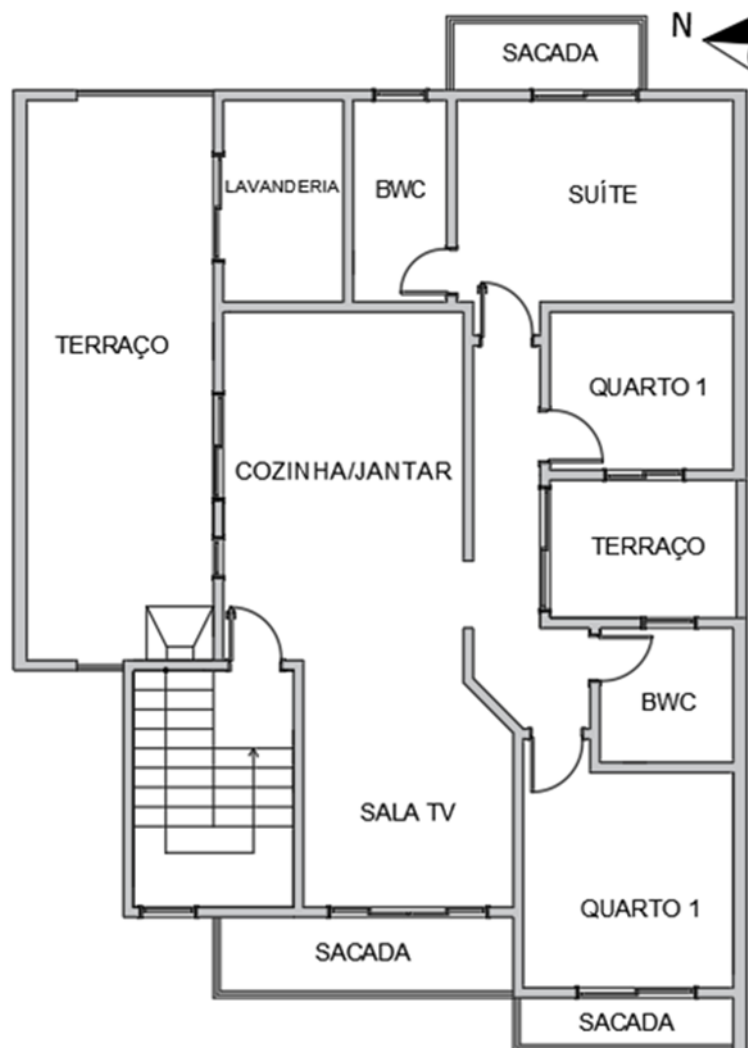 N
SACADA
LAVANDERIA
BWC
SUÍTE
TERRAÇO
QUARTO 1
COZINHA/JANTAR
TERRAÇO
BWC
SALA TV
QUARTO 1
SACADA
SACADA